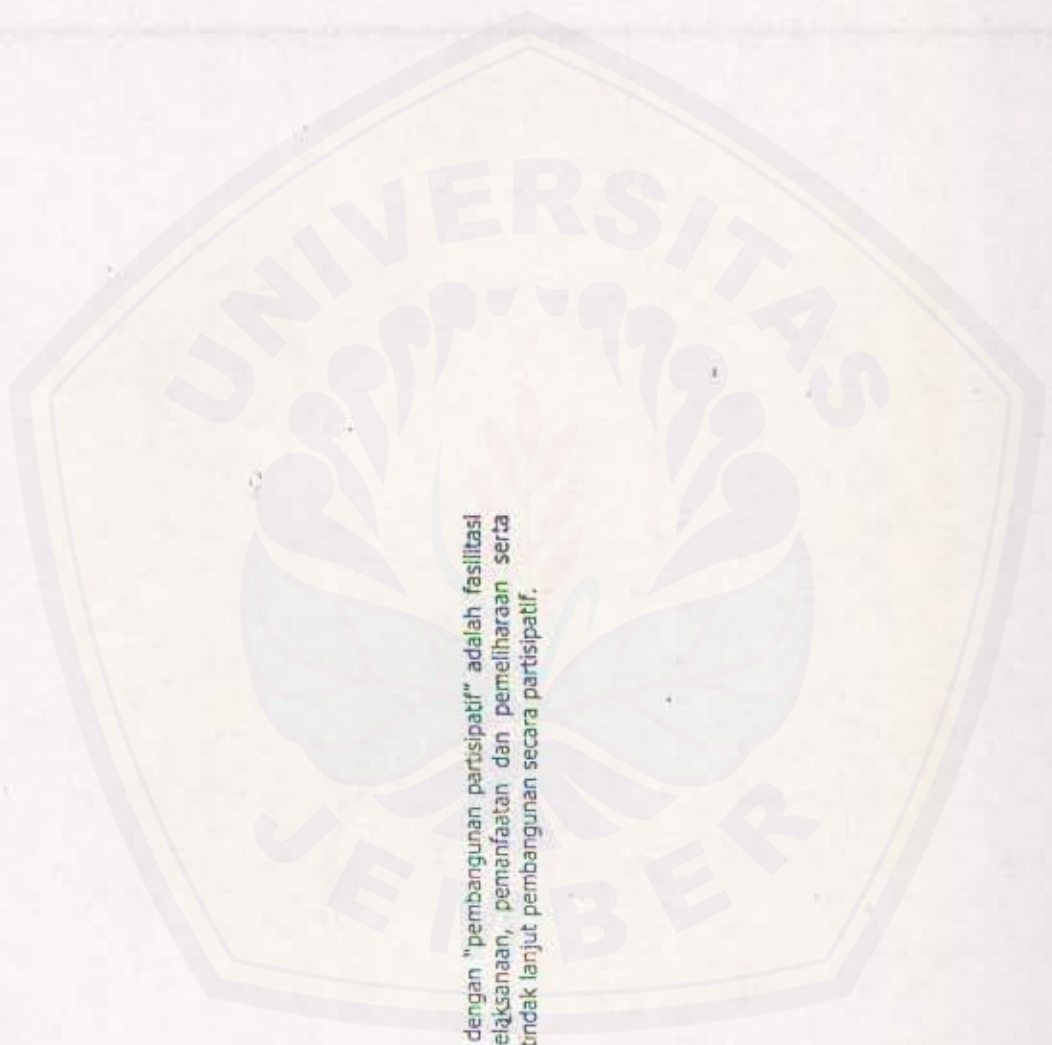 dengan "pembangunan partisipatif" adalah fasilitasi
elaksanaan, pemanfaatan dan pemeliharaan serta
tindak lanjut pembangunan secara partisipatif.
UNIVERSITAS
JEMBER